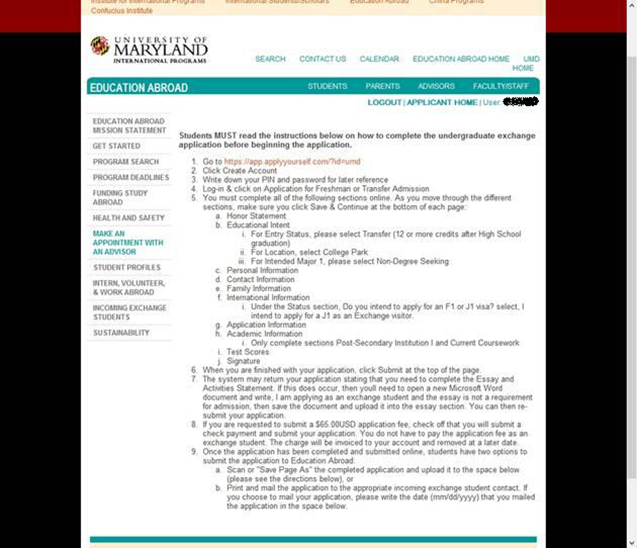 Institute for International Programs International Students/Scholars Education Abroad China Programs
Confucius Institute
UNIVERSITY OF
MARYLAND
INTERNATIONAL PROGRAMS
SEARCH CONTACT US CALENDAR EDUCATION ABROAD HOME UMD
HOME
EDUCATION ABROAD STUDENTS PARENTS ADVISORS FACULTY/STAFF
LOGOUT | APPLICANT HOME | User:
EDUCATION ABROAD
MISSION STATEMENT
GET STARTED
PROGRAM SEARCH
PROGRAM DEADLINES
FUNDING STUDY
ABROAD
HEALTH AND SAFETY
MAKE AN
APPOINTMENT WITH
AN ADVISOR
STUDENT PROFILES
INTERN, VOLUNTEER,
& WORK ABROAD
INCOMING EXCHANGE
STUDENTS
SUSTAINABILITY
Students MUST read the instructions below on how to complete the undergraduate exchange
application before beginning the application.
1. Go to https://app.applyyourself.com/?id=umd
2. Click Create Account
3. Write down your PIN and password for later reference
4. Log-in & click on Application for Freshman or Transfer Admission
5. You must complete all of the following sections online. As you move through the different
sections, make sure you click Save & Continue at the bottom of each page:
a. Honor Statement
b. Educational Intent
i. For Entry Status, please select Transfer (12 or more credits after High School
graduation)
ii. For Location, select College Park
iii. For Intended Major 1, please select Non-Degree Seeking
c. Personal Information
d. Contact Information
e. Family Information
f. International Information
i. Under the Status section, Do you intend to apply for an F1 or J1 visa? select, I
intend to apply for a J1 as an Exchange visitor.
g. Application Information
h. Academic Information
i. Only complete sections Post-Secondary Institution I and Current Coursework
i. Test Scores
j. Signature
6. When you are finished with your application, click Submit at the top of the page.
7. The system may return your application stating that you need to complete the Essay and
Activities Statement. If this does occur, then youll need to open a new Microsoft Word
document and write, I am applying as an exchange student and the essay is not a requirement
for admission, then save the document and upload it into the essay section. You can then re-
submit your application.
8. If you are requested to submit a $65.00USD application fee, check off that you will submit a
check payment and submit your application. You do not have to pay the application fee as an
exchange student. The charge will be invoiced to your account and removed at a later date.
9. Once the application has been completed and submitted online, students have two options to
submit the application to Education Abroad:
a. Scan or "Save Page As" the completed application and upload it to the space below
(please see the directions below), or
b. Print and mail the application to the appropriate incoming exchange student contact. If
you choose to mail your application, please write the date (mm/dd/yyyy) that you mailed
the application in the space below.